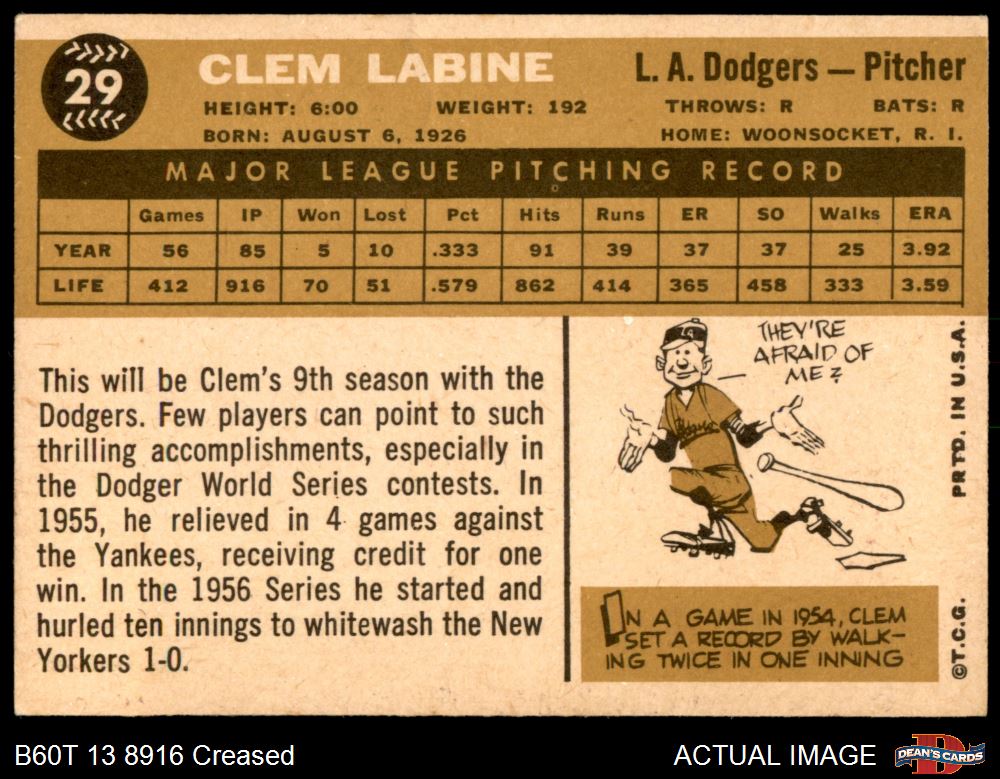 29
CLEM LABINE
L. A. Dodgers — Pitcher
HEIGHT: 6:00 WEIGHT: 192 THROWS: R BATS: R
BORN: AUGUST 6, 1926 HOME: WOONSOCKET, R. I.
MAJOR LEAGUE PITCHING RECORD
Games IP Won Lost Pct Hits Runs ER SO Walks ERA
YEAR 56 85 5 10 .333 91 39 37 37 25 3.92
LIFE 412 916 70 51 .579 862 414 365 458 333 3.59
This will be Clem's 9th season with the
Dodgers. Few players can point to such
thrilling accomplishments, especially in
the Dodger World Series contests. In
1955, he relieved in 4 games against
the Yankees, receiving credit for one
win. In the 1956 Series he started and
hurled ten innings to whitewash the New
Yorkers 1-0.
THEY'RE
AFRAID OF
ME?
IN A GAME IN 1954, CLEM
SET A RECORD BY WALK-
ING TWICE IN ONE INNING
PRTD. IN U.S.A.
©T.C.G.
B60T 13 8916 Creased
ACTUAL IMAGE
DEAN'S CARDS